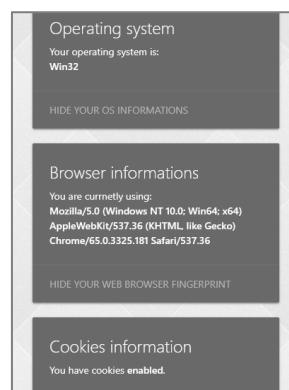 Operating system
Your operating system is:
Win32
HIDE YOUR OS INFORMATIONS
Browser informations
You are currnetly using:
Mozilla/5.0 (Windows NT 10.0; Win64; x64)
AppleWebKit/537.36 (KHTML, like Gecko)
Chrome/65.0.3325.181 Safari/537.36
HIDE YOUR WEB BROWSER FINGERPRINT
Cookies information
You have cookies enabled.